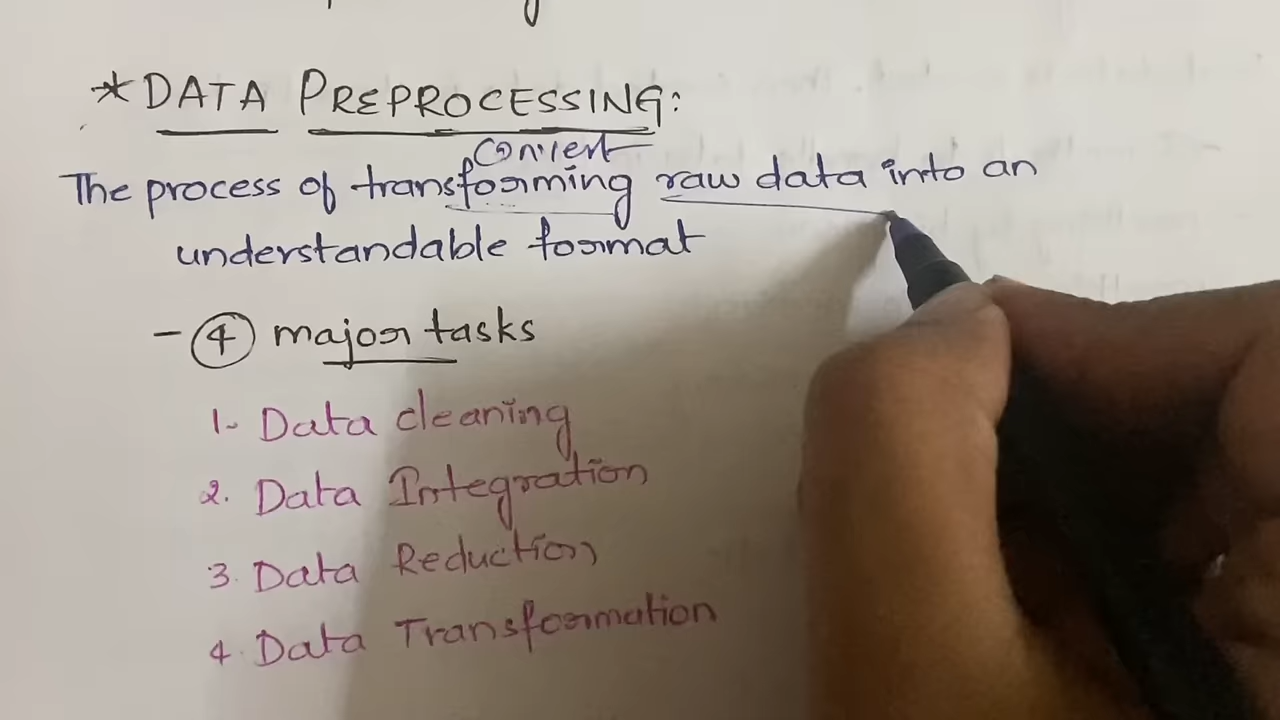 * DATA PREPROCESSING:
convert
The process of transforming raw data into an
understandable format
- 4 major tasks
1. Data cleaning
2. Data Integration
3. Data Reduction
4. Data Transformation